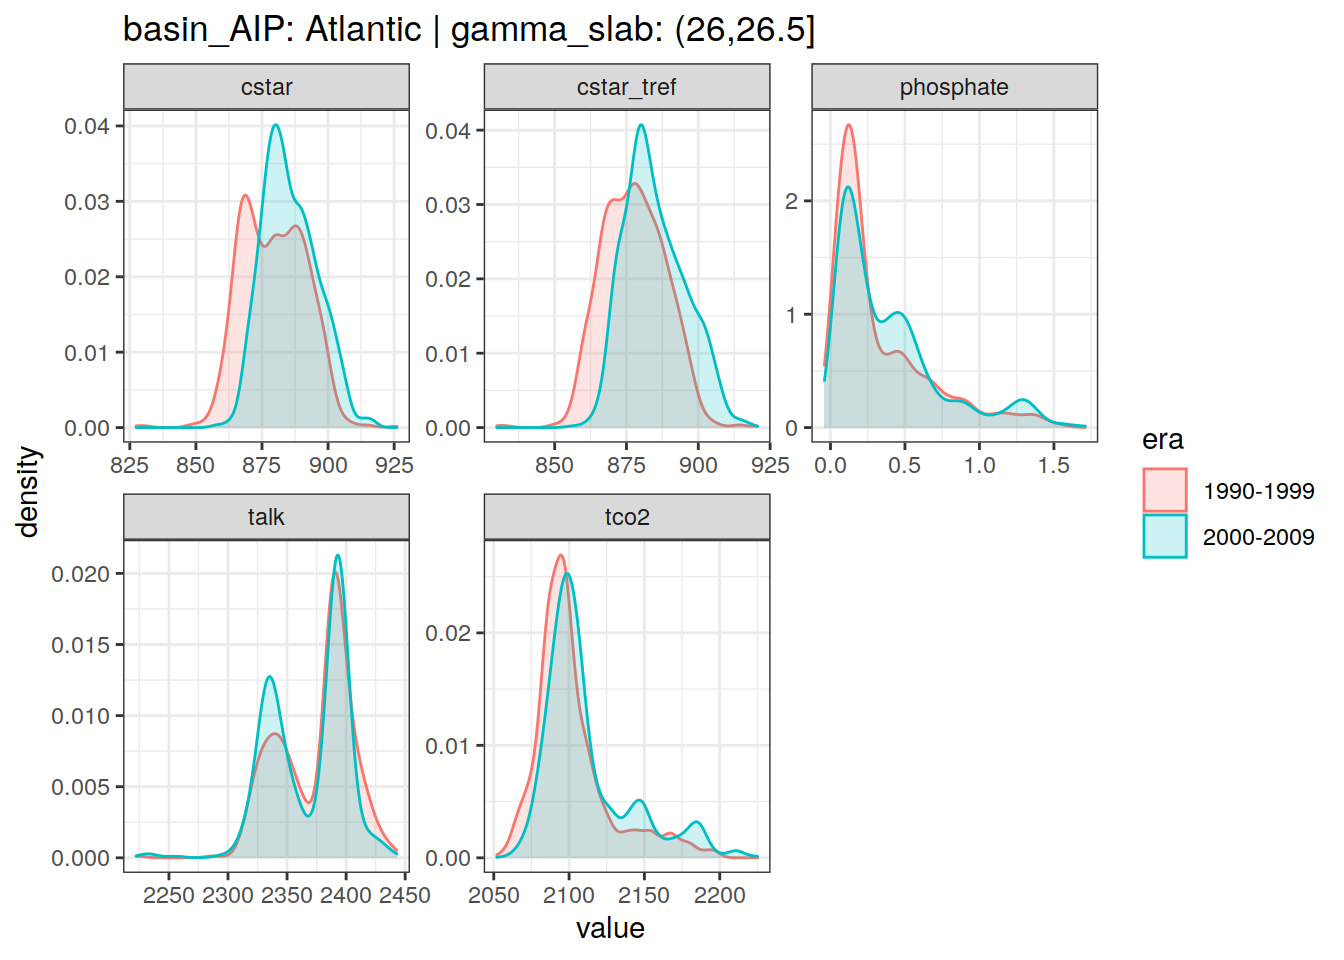 basin_AIP: Atlantic | gamma_slab: (26,26.5]
cstar
cstar_tref
phosphate
0.04
0.03
0.02
0.01
0.00
825 850 875 900 925
0.04
0.03
0.02
0.01
0.00
850 875 900 925
2
1
0
0.0 0.5 1.0 1.5
density
talk
tco2
0.020
0.015
0.010
0.005
0.000
2250 2300 2350 2400 2450
0.02
0.01
0.00
2050 2100 2150 2200
value
era
1990-1999
2000-2009